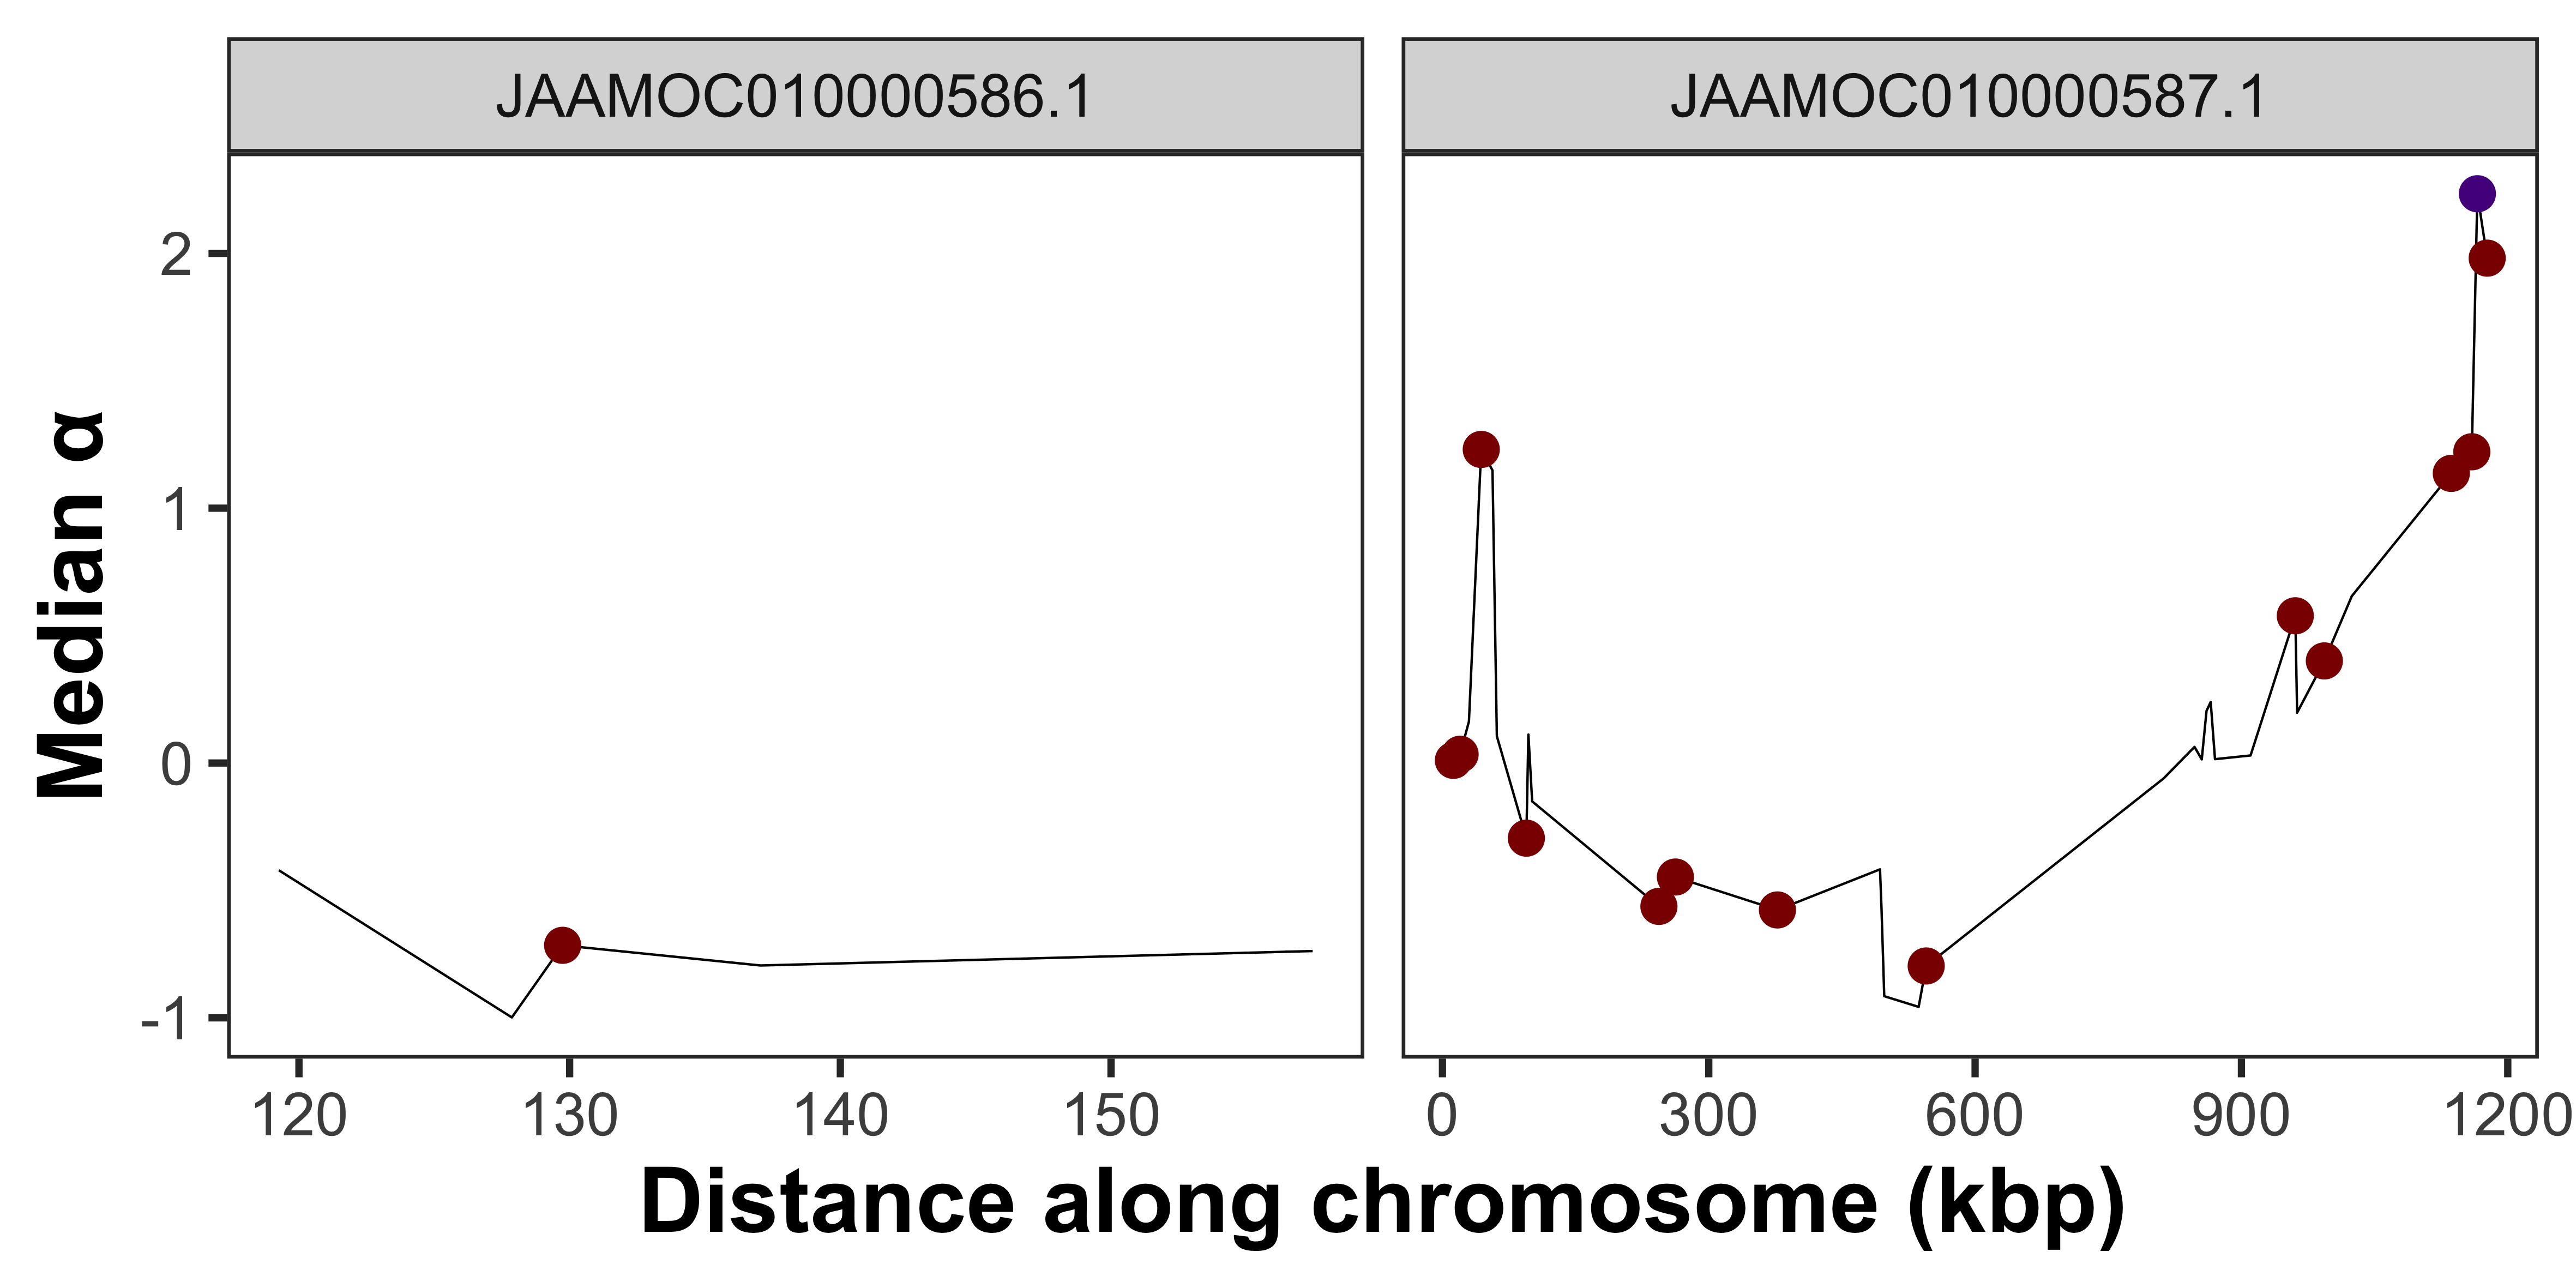 JAAMOC010000586.1
JAAMOC010000587.1
Median α
2
1
0
-1
120 130 140 150
0 300 600 900 1200
Distance along chromosome (kbp)